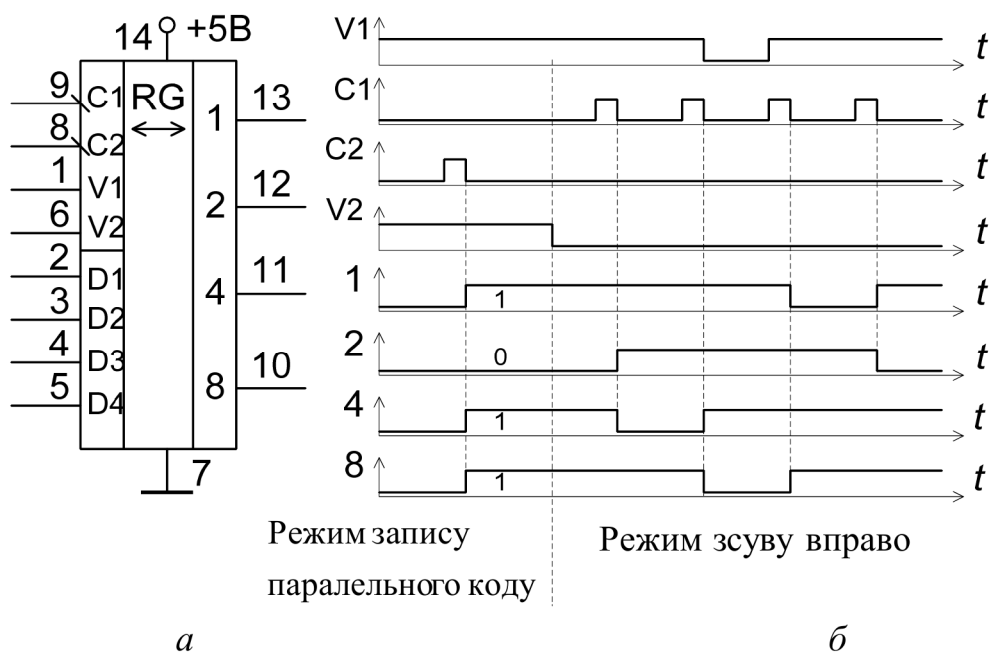 14 +5В
9 C1 RG
8 C2
1 V1
6 V2
2 D1
3 D2
4 D3
5 D4
1 13
2 12
4 11
8 10
7
V1 t
C1 t
C2 t
V2 t
1 1 t
2 0 t
4 1 t
8 1 t
Режим запису
паралельного коду
Режим зсуву вправо
а
б